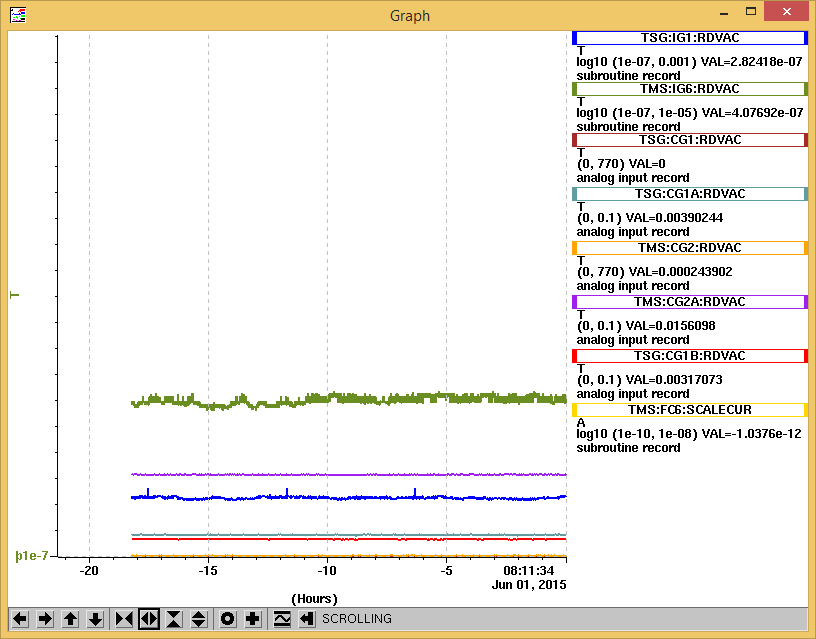 Graph
TSG:IG1:RDVAC
T
log10 (1e-07, 0.001) VAL=2.82418e-07
subroutine record
TMS:IG6:RDVAC
T
log10 (1e-07, 1e-05) VAL=4.07692e-07
subroutine record
TSG:CG1:RDVAC
T
(0, 770) VAL=0
analog input record
TSG:CG1A:RDVAC
T
(0, 0.1) VAL=0.00390244
analog input record
TMS:CG2:RDVAC
T
(0, 770) VAL=0.000243902
analog input record
TMS:CG2A:RDVAC
T
(0, 0.1) VAL=0.0156098
analog input record
TSG:CG1B:RDVAC
T
(0, 0.1) VAL=0.00317073
analog input record
TMS:FC6:SCALECUR
A
log10 (1e-10, 1e-08) VAL=-1.0376e-12
subroutine record
T
1e-7
-20 -15 -10 -5 08:11:34
Jun 01, 2015
(Hours)
SCROLLING